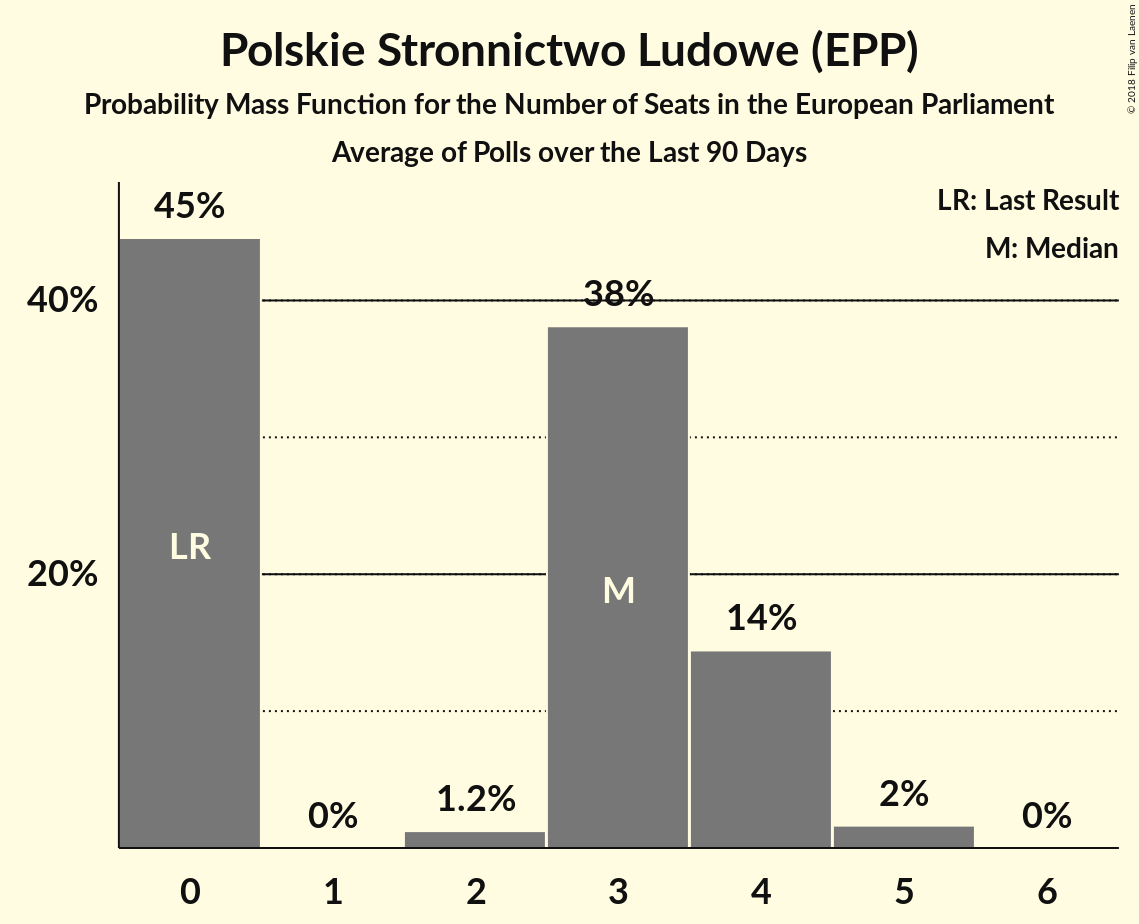 Polskie Stronnictwo Ludowe (EPP)
Probability Mass Function for the Number of Seats in the European Parliament
Average of Polls over the Last 90 Days
© 2018 Filip van Laenen
LR: Last Result
M: Median
45%
40%
38%
LR
20%
M
14%
0%
1.2%
2%
0%
0 1 2 3 4 5 6